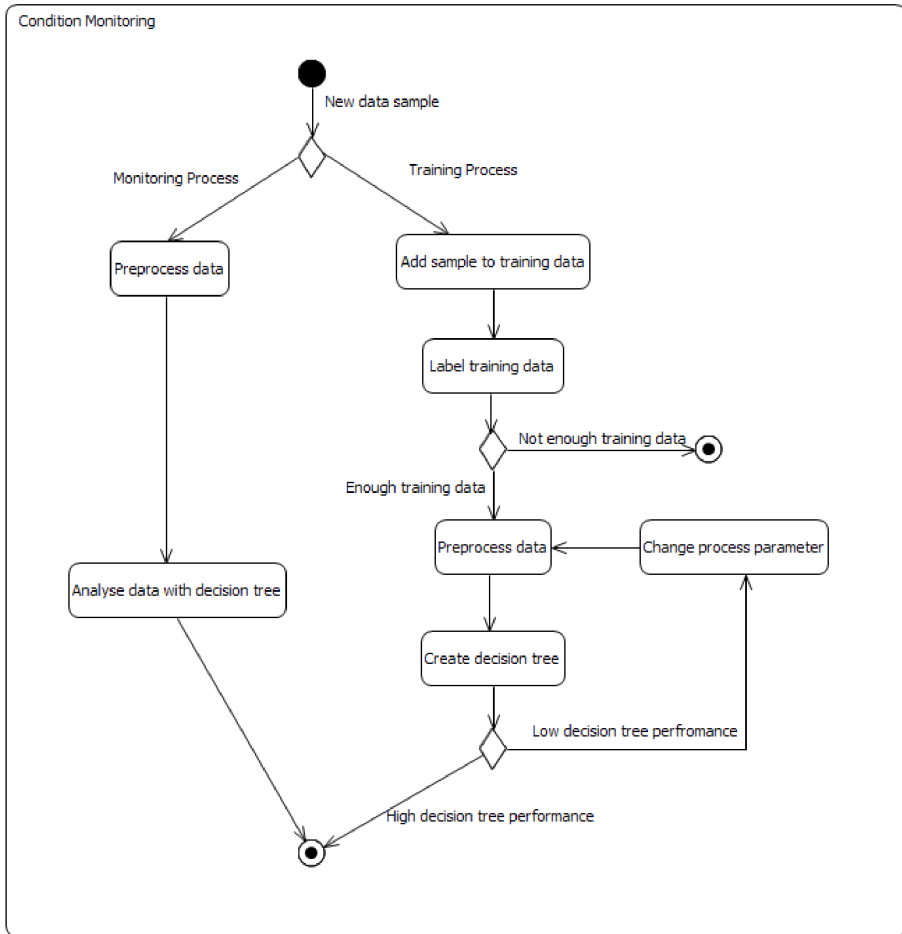 Condition Monitoring
New data sample
Monitoring Process
Training Process
Preprocess data
Add sample to training data
Label training data
Not enough training data
Enough training data
Preprocess data
Change process parameter
Analyse data with decision tree
Create decision tree
Low decision tree perfromance
High decision tree performance